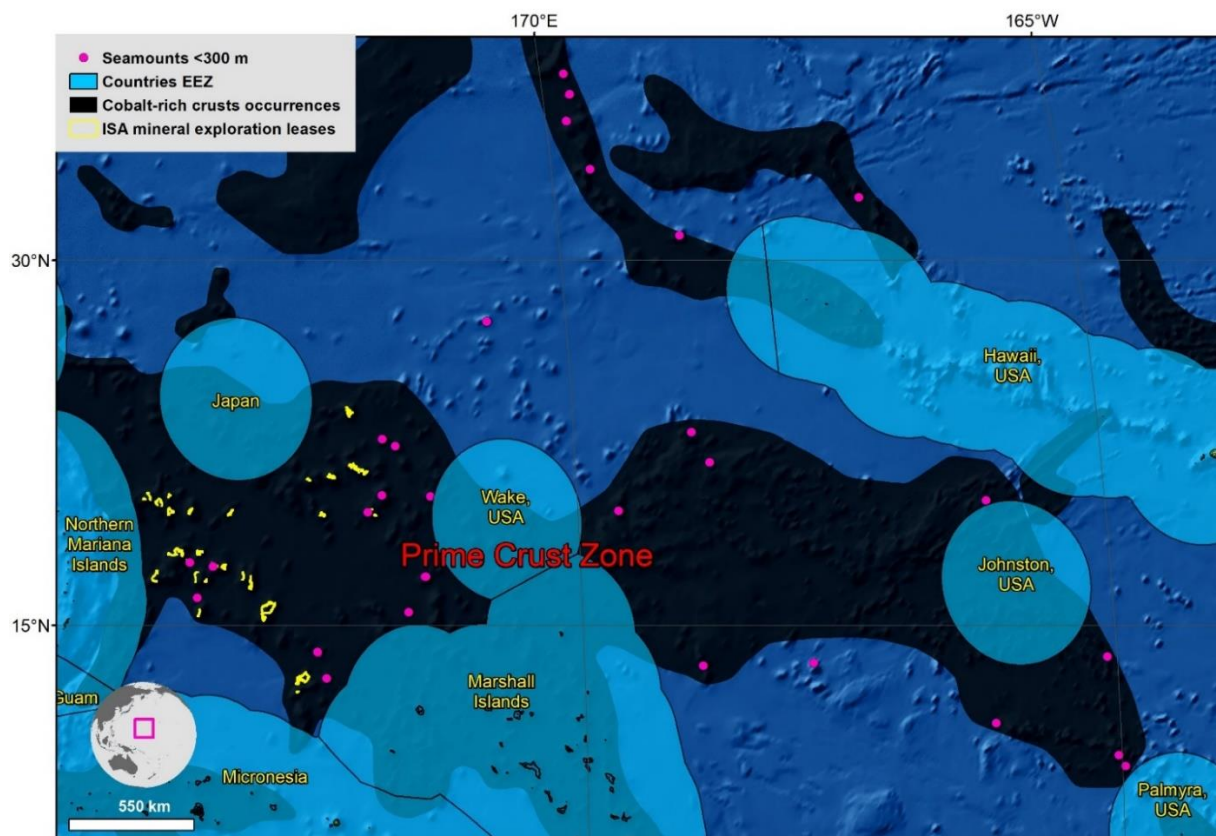 170°E
165°W
Seamounts <300 m
Countries EEZ
Cobalt-rich crusts occurrences
ISA mineral exploration leases
30°N
Hawaii,
USA
Japan
Wake,
USA
Northern
Mariana
Islands
Prime Crust Zone
Johnston,
USA
15°N
Marshall
Islands
Guam
Micronesia
Palmyra,
USA
550 km